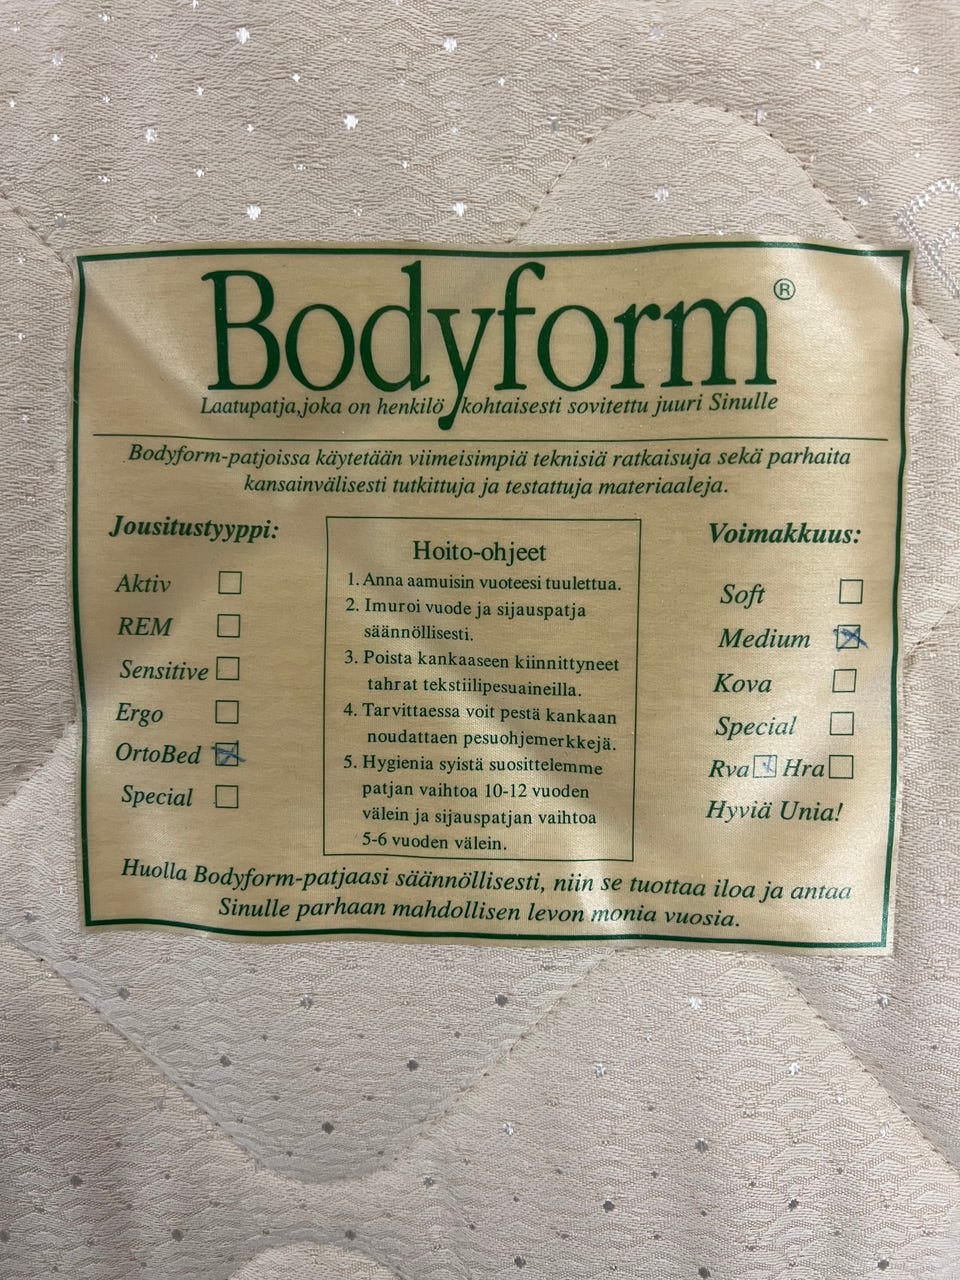 Bodyform®
Laatupatja,joka on henkilö kohtaisesti sovitettu juuri Sinulle
Bodyform-patjoissa käytetään viimeisimpiä teknisiä ratkaisuja sekä parhaita
kansainvälisesti tutkittuja ja testattuja materiaaleja.
Jousitustyyppi:
Aktiv
REM
Sensitive
Ergo
OrtoBed
Special
Hoito-ohjeet
1. Anna aamuisin vuoteesi tuulettua.
2. Imuroi vuode ja sijauspatja
säännöllisesti.
3. Poista kankaaseen kiinnittyneet
tahrat tekstiilipesuaineilla.
4. Tarvittaessa voit pestä kankaan
noudattaen pesuohjemerkkejä.
5. Hygienia syistä suosittelemme
patjan vaihtoa 10-12 vuoden
välein ja sijauspatjan vaihtoa
5-6 vuoden välein.
Voimakkuus:
Soft
Medium
Kova
Special
Rva Hra
Hyviä Unia!
Huolla Bodyform-patjaasi säännöllisesti, niin se tuottaa iloa ja antaa
Sinulle parhaan mahdollisen levon monia vuosia.